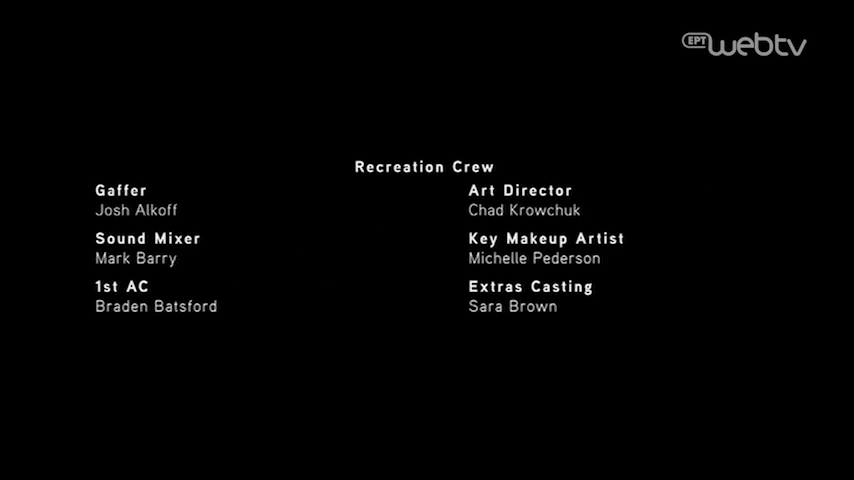 ΕΡΤ webtv
Recreation Crew
Gaffer
Josh Alkoff
Sound Mixer
Mark Barry
1st AC
Braden Batsford
Art Director
Chad Krowchuk
Key Makeup Artist
Michelle Pederson
Extras Casting
Sara Brown